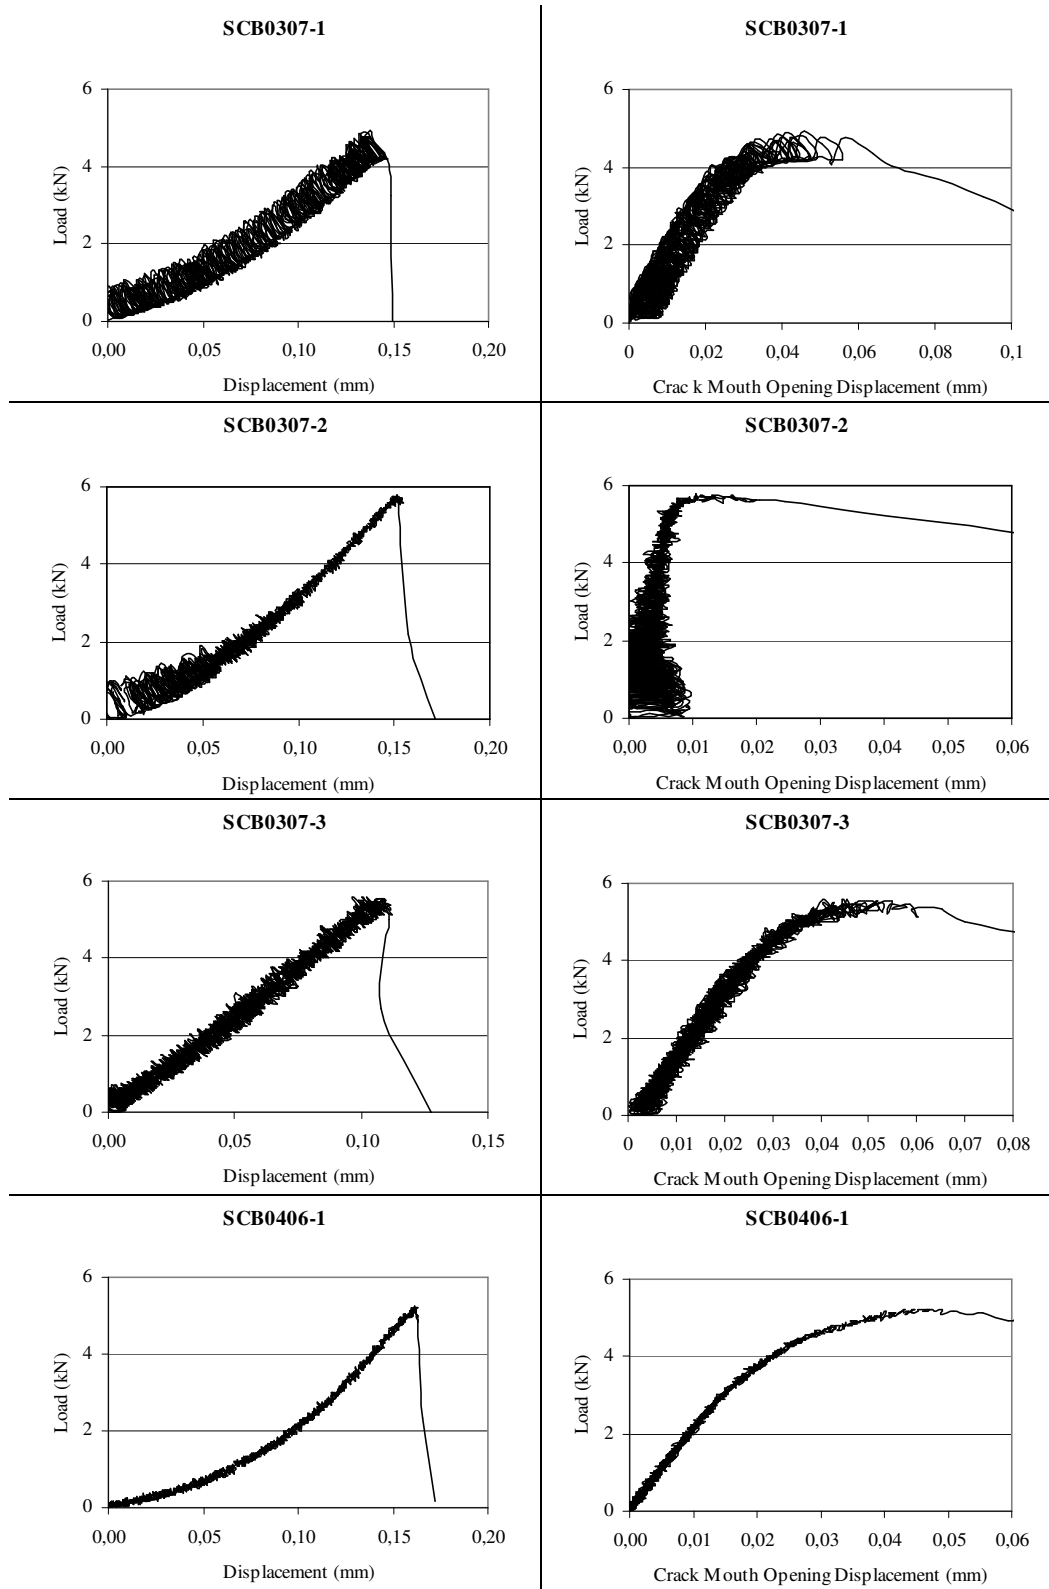 SCB0307-1
6
4
2
0
Load (kN)
0,00 0,05 0,10 0,15 0,20
Displacement (mm)
SCB0307-1
6
4
2
0
Load (kN)
0 0,02 0,04 0,06 0,08 0,1
Crac k Mouth Opening Displacement (mm)
SCB0307-2
6
4
2
0
Load (kN)
0,00 0,05 0,10 0,15 0,20
Displacement (mm)
SCB0307-2
6
4
2
0
Load (kN)
0,00 0,01 0,02 0,03 0,04 0,05 0,06
Crack Mouth Opening Displacement (mm)
SCB0307-3
6
4
2
0
Load (kN)
0,00 0,05 0,10 0,15
Displacement (mm)
SCB0307-3
6
4
2
0
Load (kN)
0 0,01 0,02 0,03 0,04 0,05 0,06 0,07 0,08
Crack Mouth Opening Displacement (mm)
SCB0406-1
6
4
2
0
Load (kN)
0,00 0,05 0,10 0,15 0,20
Displacement (mm)
SCB0406-1
6
4
2
0
Load (kN)
0,00 0,01 0,02 0,03 0,04 0,05 0,06
Crack Mouth Opening Displacement (mm)